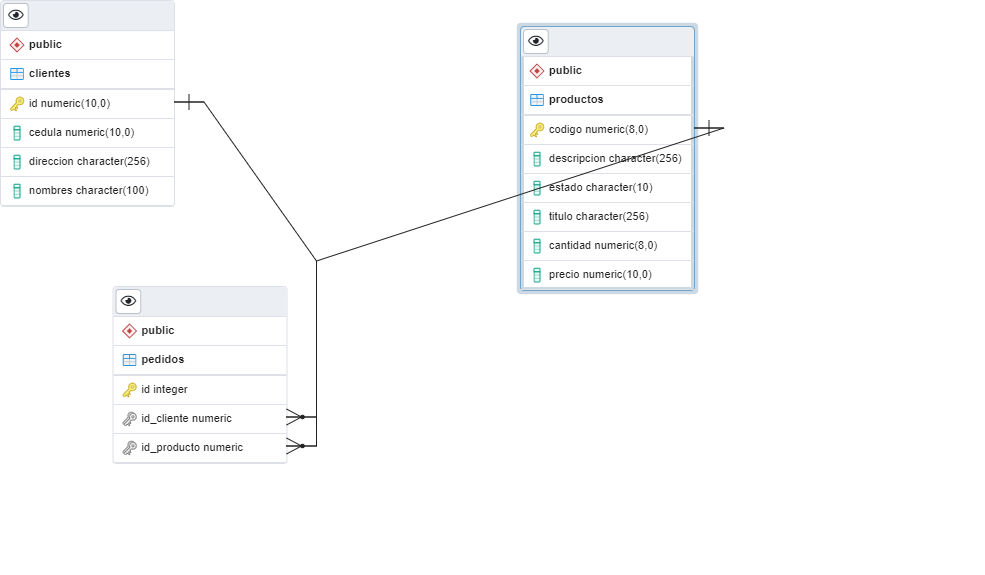 public
clientes
id numeric(10,0)
cedula numeric(10,0)
direccion character(256)
nombres character(100)
public
productos
codigo numeric(8,0)
descripcion character(256)
estado character(10)
titulo character(256)
cantidad numeric(8,0)
precio numeric(10,0)
public
pedidos
id integer
id_cliente numeric
id_producto numeric